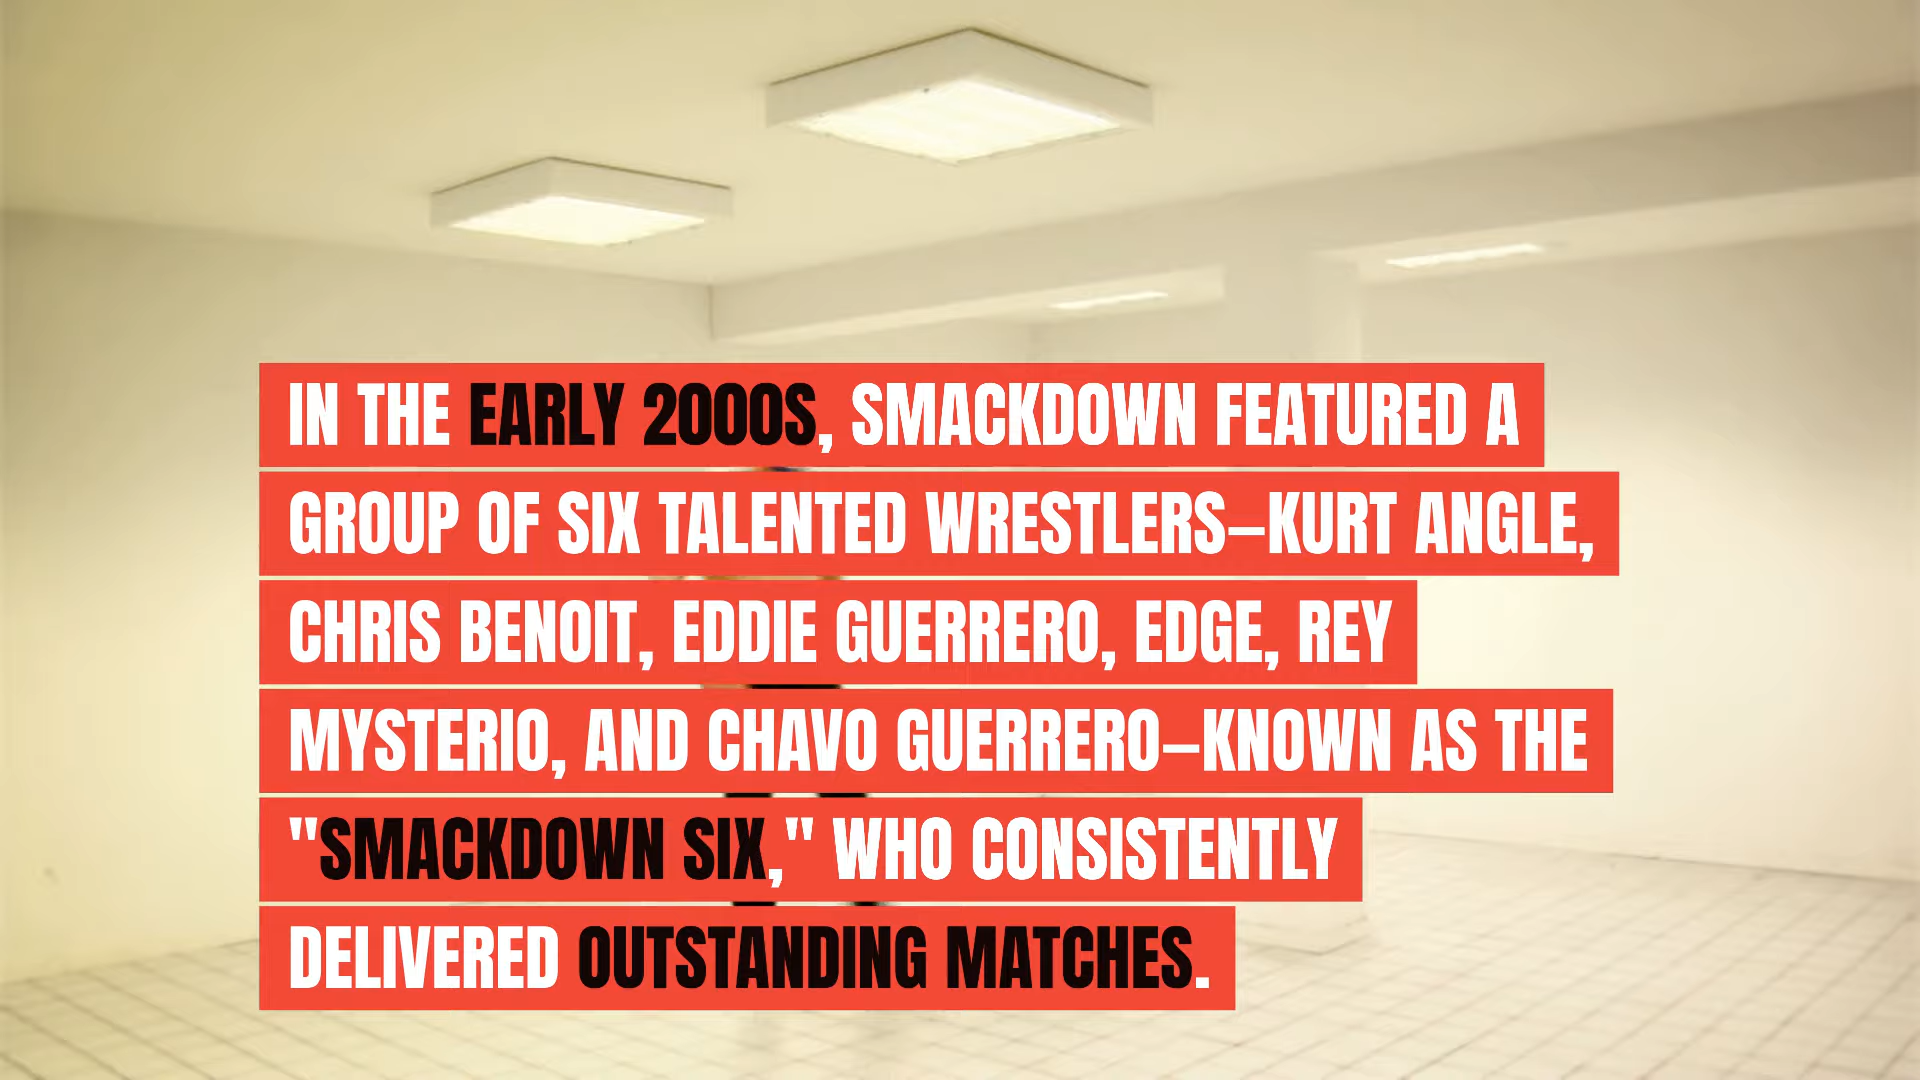 IN THE EARLY 2000S, SMACKDOWN FEATURED A
GROUP OF SIX TALENTED WRESTLERS—KURT ANGLE,
CHRIS BENOIT, EDDIE GUERRERO, EDGE, REY
MYSTERIO, AND CHAVO GUERRERO—KNOWN AS THE
"SMACKDOWN SIX," WHO CONSISTENTLY
DELIVERED OUTSTANDING MATCHES.